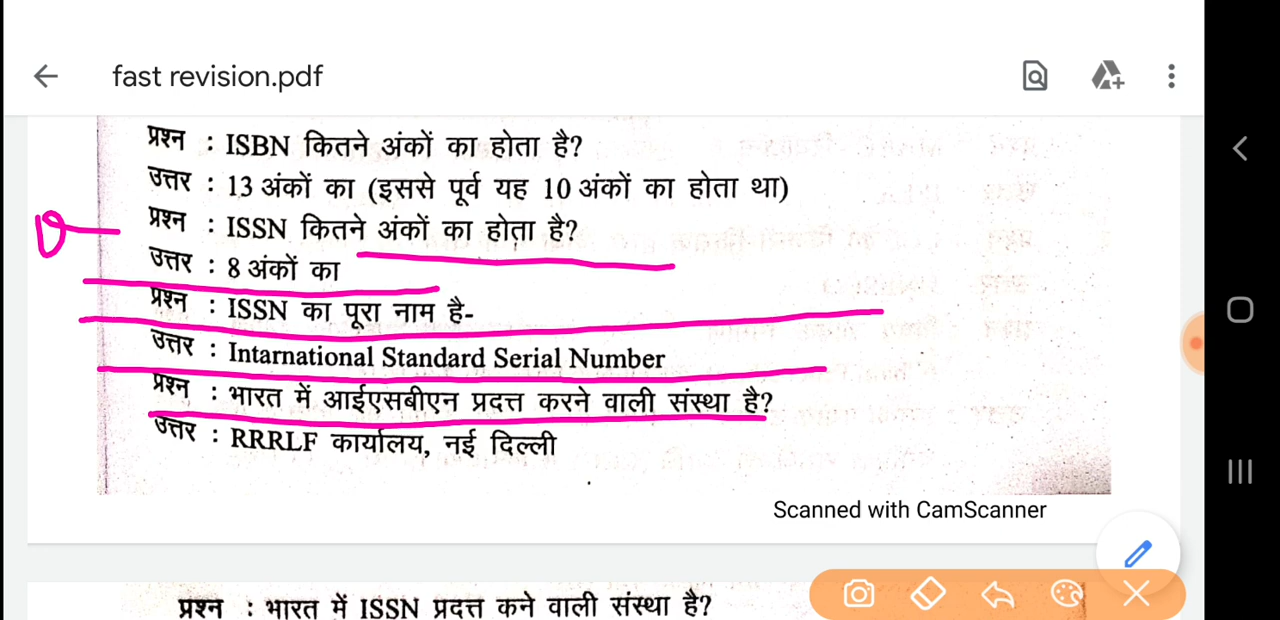 fast revision.pdf
प्रश्न : ISBN कितने अंकों का होता है?
उत्तर : 13 अंकों का (इससे पूर्व यह 10 अंकों का होता था)
प्रश्न : ISSN कितने अंकों का होता है?
उत्तर : 8 अंकों का
प्रश्न : ISSN का पूरा नाम है-
उत्तर : Intarnational Standard Serial Number
प्रश्न : भारत में आईएसबीएन प्रदत्त करने वाली संस्था है?
उत्तर : RRRLF कार्यालय, नई दिल्ली
Scanned with CamScanner
प्रश्न : भारत में ISSN प्रदत्त कने वाली संस्था है?